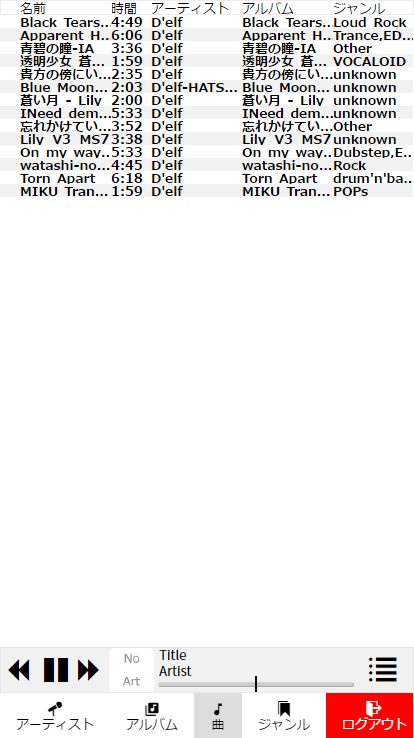 名前 時間 アーティスト アルバム ジャンル
Black Tears... 4:49 D'elf Black Tears... Loud Rock
Apparent H... 6:06 D'elf Apparent H... Trance,ED...
青碧の瞳-IA 3:36 D'elf 青碧の瞳-IA Other
透明少女 蒼... 1:59 D'elf 透明少女 蒼... VOCALOID
貴方の傍にい... 2:35 D'elf 貴方の傍にい... unknown
Blue Moon... 2:03 D'elf-HATS... Blue Moon... unknown
蒼い月 - Lily 2:00 D'elf 蒼い月 - Lily unknown
INeed dem... 5:33 D'elf INeed dem... unknown
忘れかけてい... 3:52 D'elf 忘れかけてい... Other
Lily V3 MS7 3:38 D'elf Lily V3 MS7 unknown
On my way... 5:33 D'elf On my way... Dubstep,E...
watashi-no... 4:45 D'elf watashi-no... Rock
Torn Apart 6:18 D'elf Torn Apart drum'n'ba...
MIKU Tran... 1:59 D'elf MIKU Tran... POPs
No Art
Title
Artist
アーティスト アルバム 曲 ジャンル ログアウト